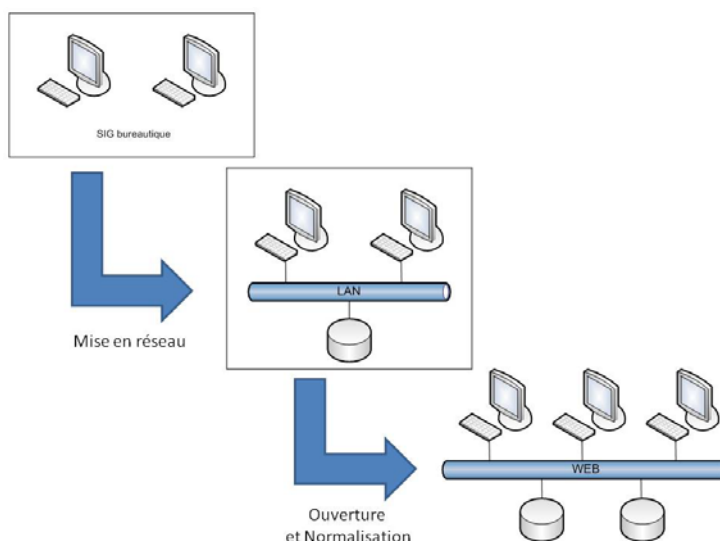 SIG bureautique
LAN
Mise en réseau
WEB
Ouverture
et Normalisation